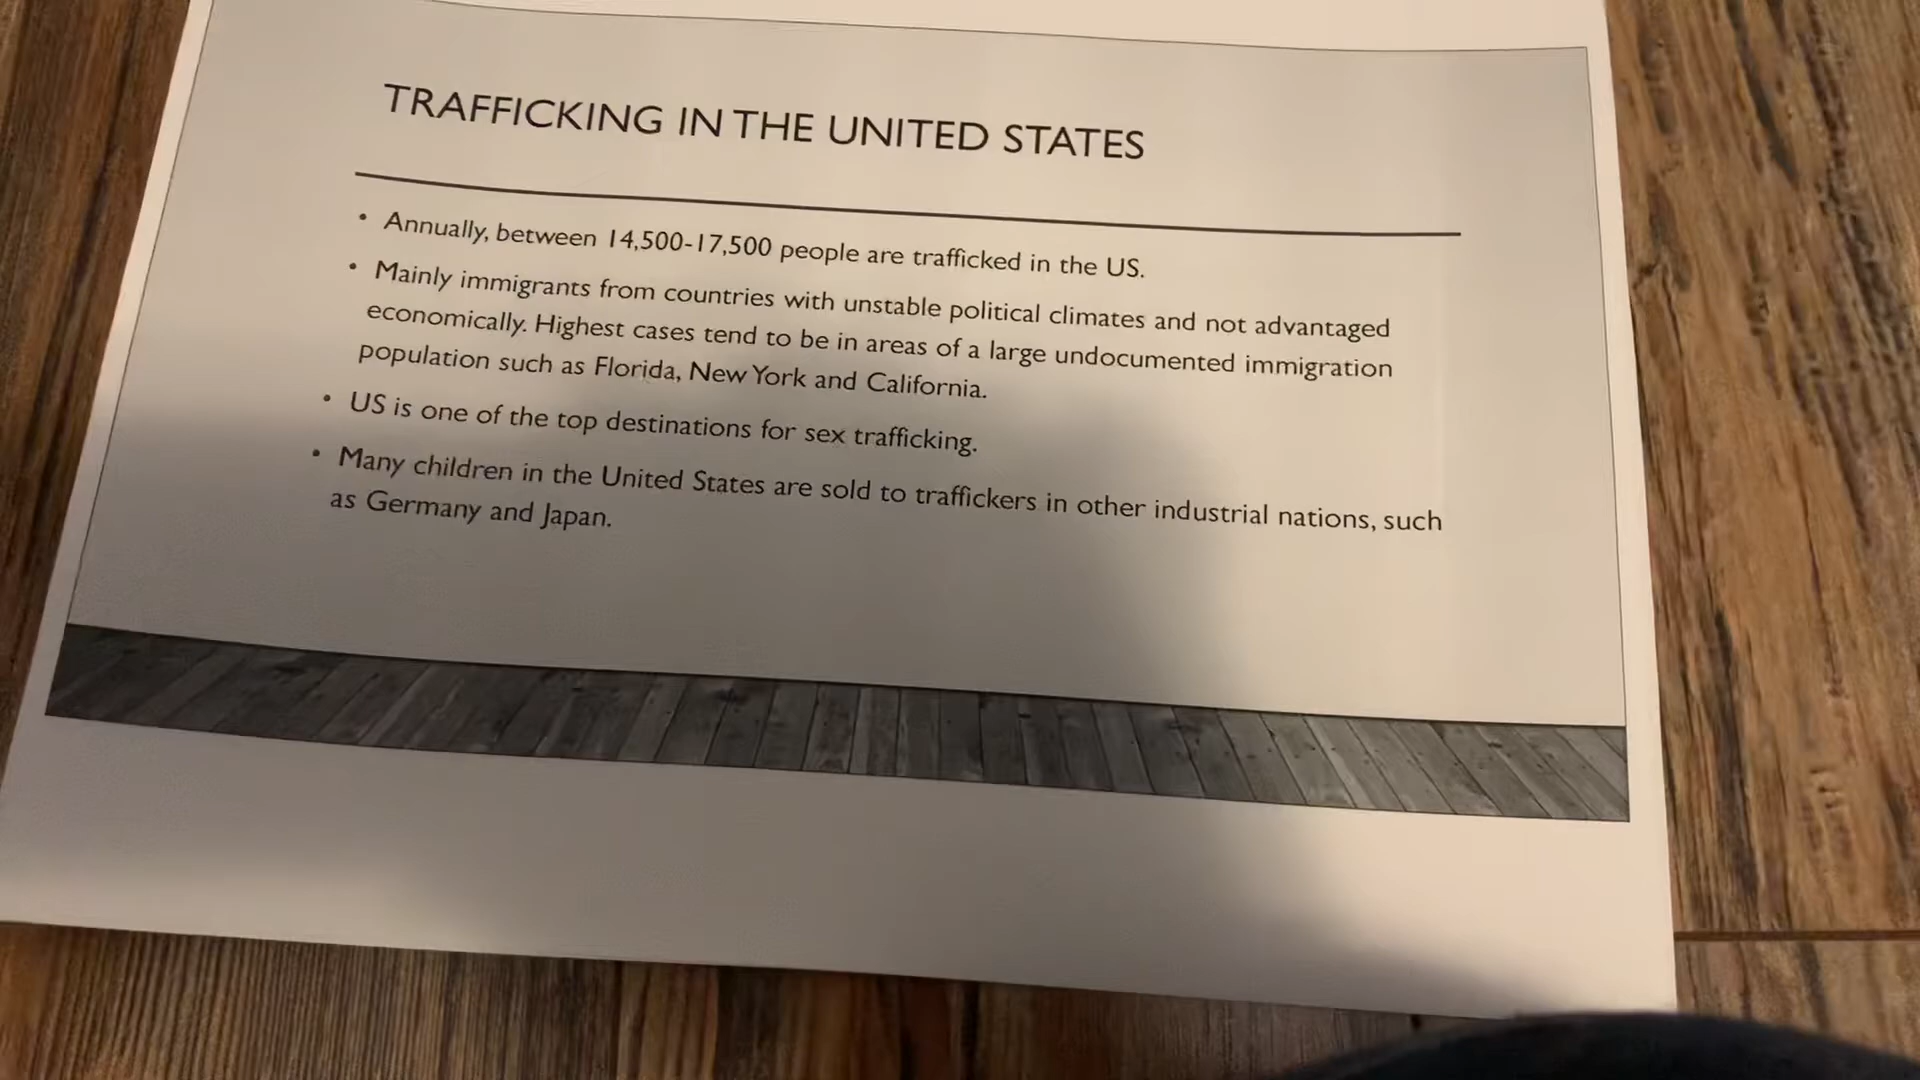 TRAFFICKING IN THE UNITED STATES
• Annually, between 14,500-17,500 people are trafficked in the US.
• Mainly immigrants from countries with unstable political climates and not advantaged
economically. Highest cases tend to be in areas of a large undocumented immigration
population such as Florida, New York and California.
• US is one of the top destinations for sex trafficking.
• Many children in the United States are sold to traffickers in other industrial nations, such
as Germany and Japan.